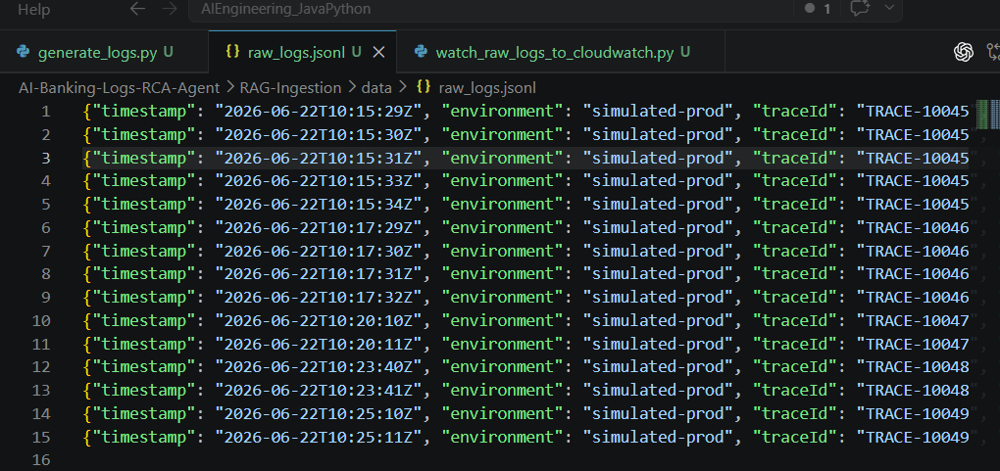 Help AIEngineering_JavaPython 1
generate_logs.py U {} raw_logs.jsonl U watch_raw_logs_to_cloudwatch.py U
AI-Banking-Logs-RCA-Agent > RAG-Ingestion > data > {} raw_logs.jsonl
1 {"timestamp": "2026-06-22T10:15:29Z", "environment": "simulated-prod", "traceId": "TRACE-10045
2 {"timestamp": "2026-06-22T10:15:30Z", "environment": "simulated-prod", "traceId": "TRACE-10045
3 {"timestamp": "2026-06-22T10:15:31Z", "environment": "simulated-prod", "traceId": "TRACE-10045
4 {"timestamp": "2026-06-22T10:15:33Z", "environment": "simulated-prod", "traceId": "TRACE-10045
5 {"timestamp": "2026-06-22T10:15:34Z", "environment": "simulated-prod", "traceId": "TRACE-10045
6 {"timestamp": "2026-06-22T10:17:29Z", "environment": "simulated-prod", "traceId": "TRACE-10046
7 {"timestamp": "2026-06-22T10:17:30Z", "environment": "simulated-prod", "traceId": "TRACE-10046
8 {"timestamp": "2026-06-22T10:17:31Z", "environment": "simulated-prod", "traceId": "TRACE-10046
9 {"timestamp": "2026-06-22T10:17:32Z", "environment": "simulated-prod", "traceId": "TRACE-10046
10 {"timestamp": "2026-06-22T10:20:10Z", "environment": "simulated-prod", "traceId": "TRACE-10047
11 {"timestamp": "2026-06-22T10:20:11Z", "environment": "simulated-prod", "traceId": "TRACE-10047
12 {"timestamp": "2026-06-22T10:23:40Z", "environment": "simulated-prod", "traceId": "TRACE-10048
13 {"timestamp": "2026-06-22T10:23:41Z", "environment": "simulated-prod", "traceId": "TRACE-10048
14 {"timestamp": "2026-06-22T10:25:10Z", "environment": "simulated-prod", "traceId": "TRACE-10049
15 {"timestamp": "2026-06-22T10:25:11Z", "environment": "simulated-prod", "traceId": "TRACE-10049
16